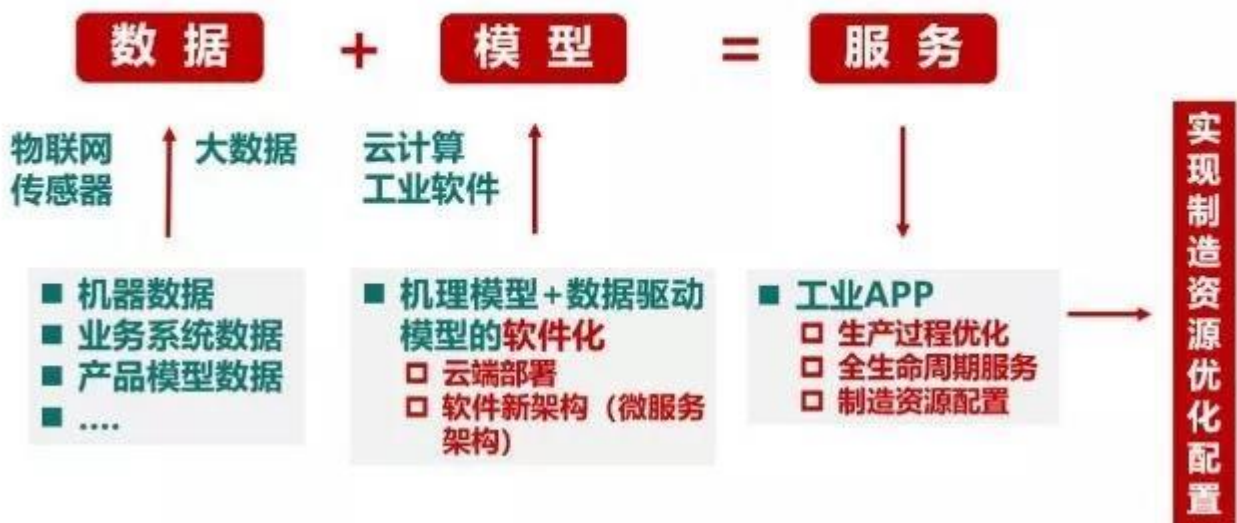 数据 + 模型 = 服务
物联网
传感器
大数据
云计算
工业软件
■ 机器数据
■ 业务系统数据
■ 产品模型数据
■ ....
■ 机理模型+数据驱动
模型的软件化
□ 云端部署
□ 软件新架构（微服务
架构）
■ 工业APP
□ 生产过程优化
□ 全生命周期服务
□ 制造资源配置
实现制造资源优化配置